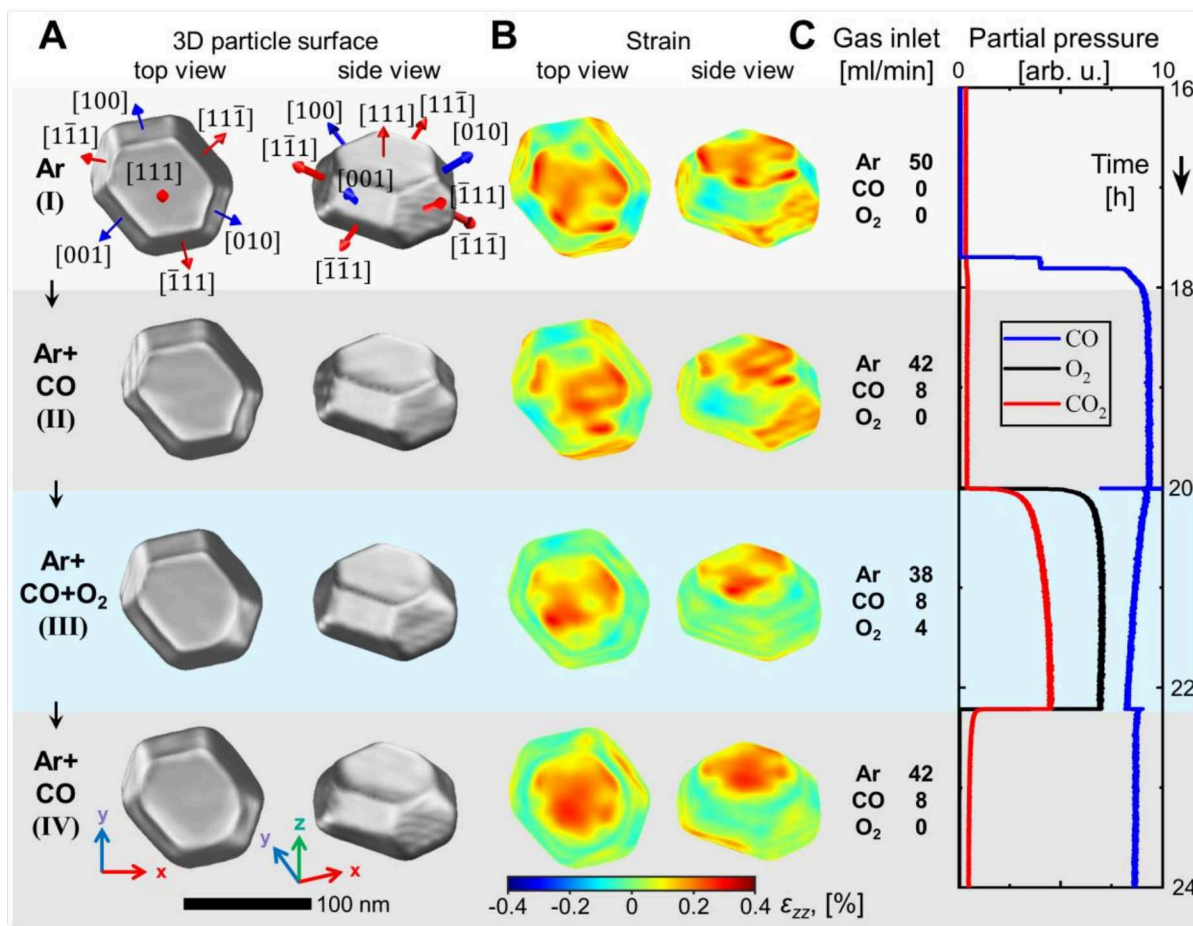 A
3D particle surface
top view side view
B
Strain
top view side view
C
Gas inlet
[ml/min]
Partial pressure
0 [arb. u.] 10
16
Ar
(I)
[100]
[11̅1]
[111̅]
[111]
[001]
[010]
[1̅11]
[100]
[111]
[111̅]
[010]
[11̅1]
[001]
[1̅11]
[1̅11̅]
[1̅1̅1]
Ar 50
CO 0
O₂ 0
Time
[h]
18
Ar+
CO
(II)
Ar 42
CO 8
O₂ 0
CO
O₂
CO₂
20
Ar+
CO+O₂
(III)
Ar 38
CO 8
O₂ 4
22
Ar+
CO
(IV)
Ar 42
CO 8
O₂ 0
y
x
z
y
x
100 nm
-0.4 -0.2 0 0.2 0.4
εzz, [%]
24